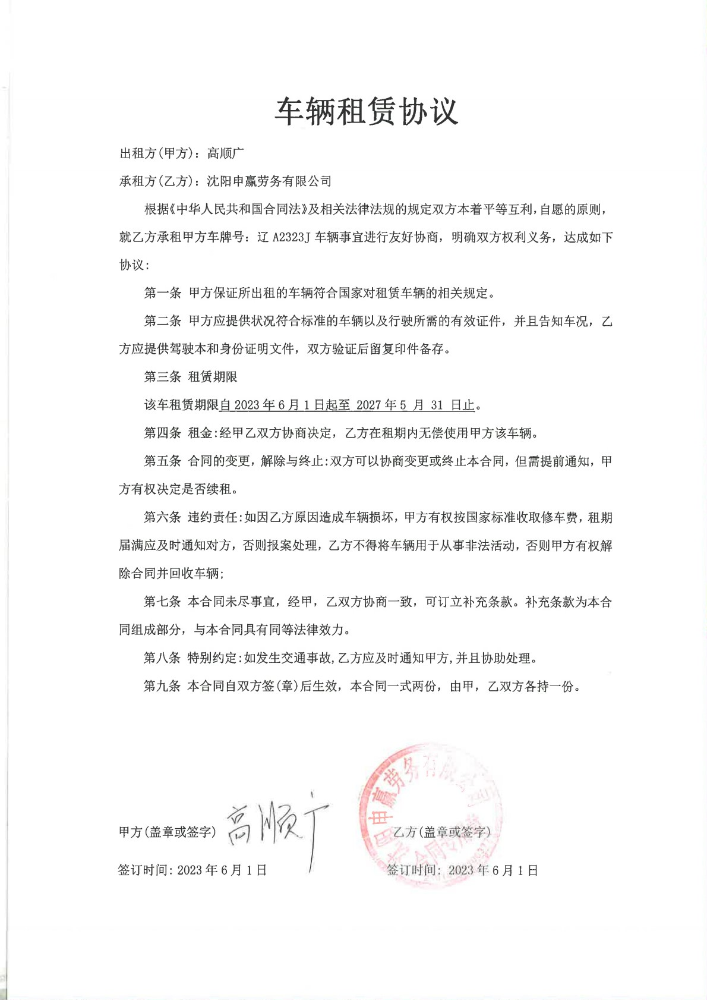 车辆租赁协议
出租方(甲方)：高顺广
承租方(乙方)：沈阳申赢劳务有限公司
根据《中华人民共和国合同法》及相关法律法规的规定双方本着平等互利,自愿的原则,
就乙方承租甲方车牌号：辽 A2323J 车辆事宜进行友好协商，明确双方权利义务，达成如下
协议:
第一条 甲方保证所出租的车辆符合国家对租赁车辆的相关规定。
第二条 甲方应提供状况符合标准的车辆以及行驶所需的有效证件，并且告知车况，乙
方应提供驾驶本和身份证明文件，双方验证后留复印件备存。
第三条 租赁期限
该车租赁期限自 2023 年 6 月 1 日起至 2027 年 5 月 31 日止。
第四条 租金:经甲乙双方协商决定，乙方在租期内无偿使用甲方该车辆。
第五条 合同的变更,解除与终止:双方可以协商变更或终止本合同,但需提前通知,甲
方有权决定是否续租。
第六条 违约责任:如因乙方原因造成车辆损坏,甲方有权按国家标准收取修车费,租期
届满应及时通知对方，否则报案处理,乙方不得将车辆用于从事非法活动,否则甲方有权解
除合同并回收车辆;
第七条 本合同未尽事宜，经甲，乙双方协商一致，可订立补充条款。补充条款为本合
同组成部分，与本合同具有同等法律效力。
第八条 特别约定:如发生交通事故,乙方应及时通知甲方,并且协助处理。
第九条 本合同自双方签(章)后生效，本合同一式两份，由甲，乙双方各持一份。
沈阳申赢劳务有限公司
合同专用章
甲方(盖章或签字) 高顺广
乙方(盖章或签字)
签订时间: 2023 年 6 月 1 日
签订时间: 2023 年 6 月 1 日